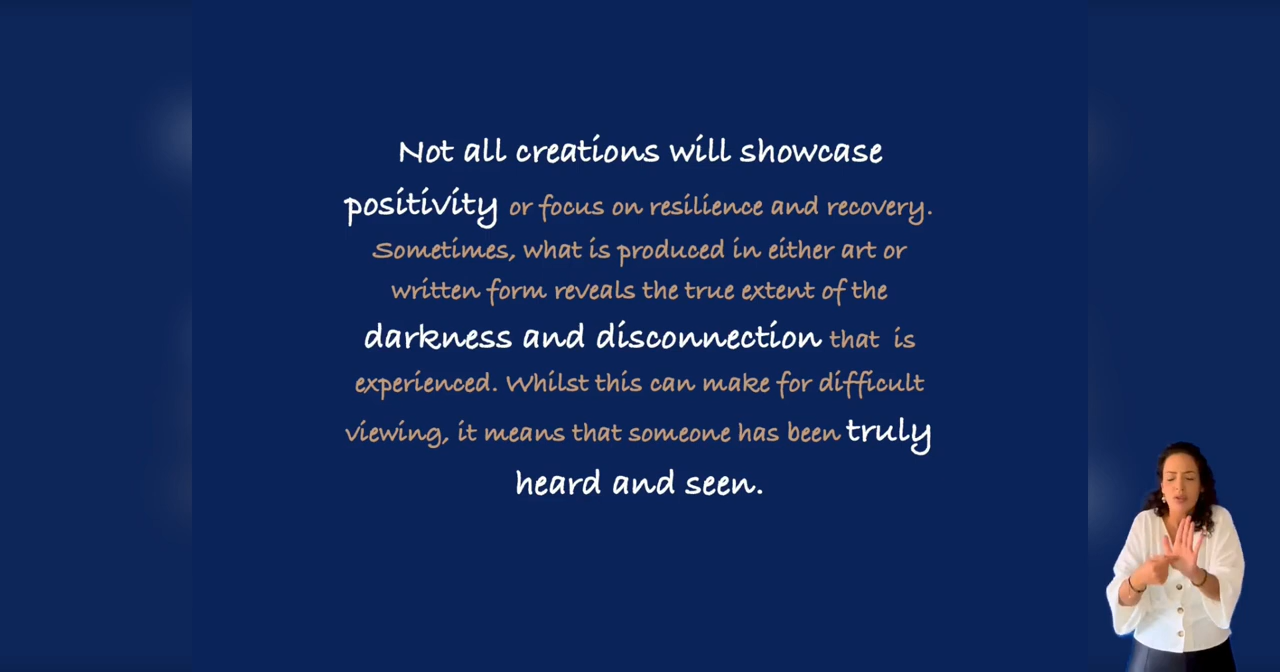 Not all creations will showcase
positivity or focus on resilience and recovery.
Sometimes, what is produced in either art or
written form reveals the true extent of the
darkness and disconnection that is
experienced. Whilst this can make for difficult
viewing, it means that someone has been truly
heard and seen.